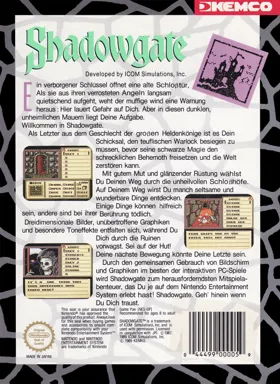 KEMCO
Shadowgate
Developed by ICOM Simulations, Inc.
Ein verborgener Schlüssel öffnet eine alte Schloßtür.
Als sie aus ihren verrosteten Angeln langsam
quietschend aufgeht, weht der muffige wind eine Warnung
heraus: Hier lauert Gefahr auf Dich. Aber in diesen dunklen,
unheimlichen Mauern liegt Deine Aufgabe.
Willkommen in Shadowgate.
Als Letzter aus dem Geschlecht der großen Heldenkönige ist es Dein
Schicksal, den teuflischen Warlock besiegen zu
müssen, bevor seine schwarze Magie den
schrecklichen Behemoth freisetzen und die Welt
zerstören kann.
Mit gutem Mut und glänzender Rüstung wählst
Du Deinen Weg durch die unheilvollen Schloßhöfe.
Auf Deinem Weg wirst Du manch seltsame und
wunderbare Dinge entdecken.
Einige Dinge können hilfreich
sein, andere sind bei ihrer Berührung tödlich.
Dreidimensionale Bilder, unübertroffene Graphiken
und besondere Toneffekte entfalten sich, während Du
Dich durch die Ruinen
vorwagst. Sei auf der Hut!
Deine nächste Bewegung könnte Deine Letzte sein.
Durch den gemeinsamen Gebrauch von Bildschirm
und Graphiken im besten der interaktiven PC-Spiele
wird Shadowgate zum herausforderndsten Mitspielabenteuer,
das Du je auf dem Nintendo Entertainment
System erlebt hast! Shadowgate. Geh' hinein wenn
Du Dich traust.
MADE IN JAPAN
0 44499 00005 9